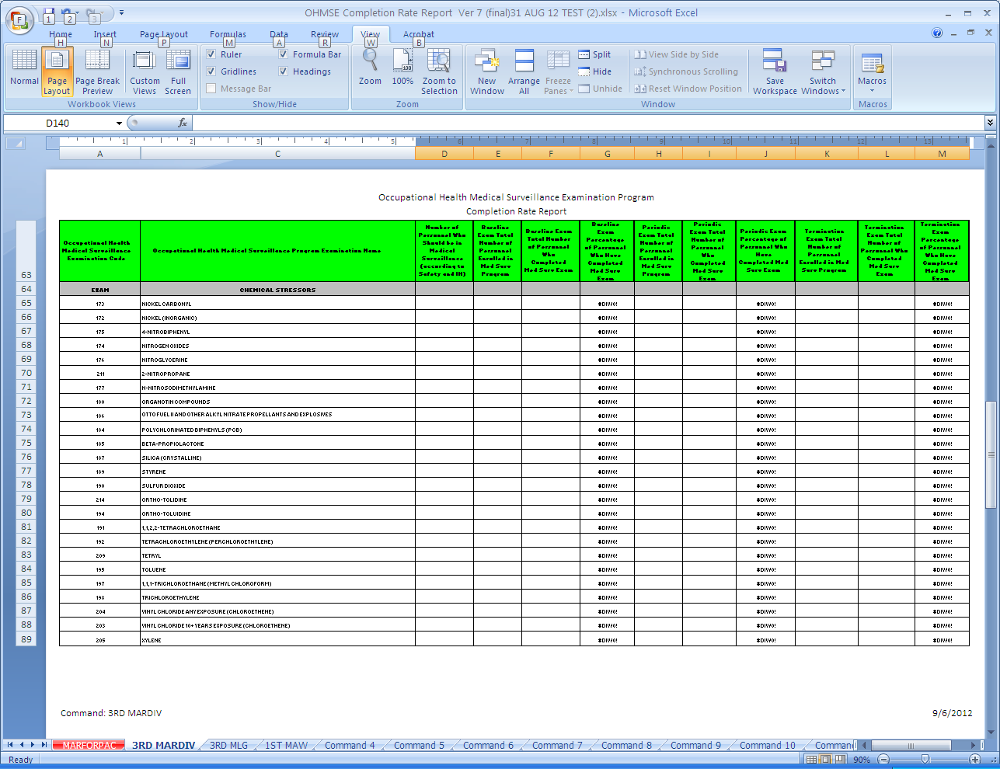 OHMSE Completion Rate Report  Ver 7 (final)31 AUG 12 TEST (2).xlsx - Microsoft Excel
F 1 2 3
Home Insert Page Layout Formulas Data Review View Acrobat
H N P M A R W B
Normal Page Layout Page Break Preview Custom Views Full Screen
Workbook Views
Ruler Formula Bar
Gridlines Headings
Message Bar
Show/Hide
Zoom 100% Zoom to Selection
Zoom
New Window Arrange All Freeze Panes
Split
Hide
Unhide
View Side by Side
Synchronous Scrolling
Reset Window Position
Window
Save Workspace Switch Windows
Macros
Macros
D140 fx
1 2 3 4 5 6 7 8 9 10 11 12 13
A C D E F G H I J K L M
Occupational Health Medical Surveillance Examination Program
Completion Rate Report
63
Occupational Health Medical Surveillance Examination Code
Occupational Health Medical Surveillance Program Examination Name
Number of Personnel Who Should be in Medical Surveillance (according to Safety and IH)
Baseline Exam Total Number of Personnel Enrolled in Med Surv Program
Baseline Exam Total Number of Personnel Who Completed Med Surv Exam
Baseline Exam Percentage of Personnel Who Have Completed Med Surv Exam
Periodic Exam Total Number of Personnel Enrolled in Med Surv Program
Periodic Exam Total Number of Personnel Who Completed Med Surv Exam
Periodic Exam Percentage of Personnel Who Have Completed Med Surv Exam
Termination Exam Total Number of Personnel Enrolled in Med Surv Program
Termination Exam Total Number of Personnel Who Completed Med Surv Exam
Termination Exam Percentage of Personnel Who Have Completed Med Surv Exam
64 EXAM CHEMICAL STRESSORS
65 173 NICKEL CARBONYL #DIV/0! #DIV/0! #DIV/0!
66 172 NICKEL (INORGANIC) #DIV/0! #DIV/0! #DIV/0!
67 175 4-NITROBIPHENYL #DIV/0! #DIV/0! #DIV/0!
68 174 NITROGEN OXIDES #DIV/0! #DIV/0! #DIV/0!
69 176 NITROGLYCERINE #DIV/0! #DIV/0! #DIV/0!
70 211 2-NITROPROPANE #DIV/0! #DIV/0! #DIV/0!
71 177 N-NITROSODIMETHYLAMINE #DIV/0! #DIV/0! #DIV/0!
72 180 ORGANOTIN COMPOUNDS #DIV/0! #DIV/0! #DIV/0!
73 186 OTTO FUEL II AND OTHER ALKYL NITRATE PROPELLANTS AND EXPLOSIVES #DIV/0! #DIV/0! #DIV/0!
74 184 POLYCHLORINATED BIPHENYLS (PCB) #DIV/0! #DIV/0! #DIV/0!
75 185 BETA-PROPIOLACTONE #DIV/0! #DIV/0! #DIV/0!
76 187 SILICA (CRYSTALLINE) #DIV/0! #DIV/0! #DIV/0!
77 189 STYRENE #DIV/0! #DIV/0! #DIV/0!
78 190 SULFUR DIOXIDE #DIV/0! #DIV/0! #DIV/0!
79 214 ORTHO-TOLIDINE #DIV/0! #DIV/0! #DIV/0!
80 194 ORTHO-TOLUIDINE #DIV/0! #DIV/0! #DIV/0!
81 191 1,1,2,2-TETRACHLOROETHANE #DIV/0! #DIV/0! #DIV/0!
82 192 TETRACHLOROETHYLENE (PERCHLOROETHYLENE) #DIV/0! #DIV/0! #DIV/0!
83 209 TETRYL #DIV/0! #DIV/0! #DIV/0!
84 195 TOLUENE #DIV/0! #DIV/0! #DIV/0!
85 197 1,1,1-TRICHLOROETHANE (METHYL CHLOROFORM) #DIV/0! #DIV/0! #DIV/0!
86 198 TRICHLOROETHYLENE #DIV/0! #DIV/0! #DIV/0!
87 204 VINYL CHLORIDE ANY EXPOSURE (CHLOROETHENE) #DIV/0! #DIV/0! #DIV/0!
88 203 VINYL CHLORIDE 10+ YEARS EXPOSURE (CHLOROETHENE) #DIV/0! #DIV/0! #DIV/0!
89 205 XYLENE #DIV/0! #DIV/0! #DIV/0!
Command: 3RD MARDIV 9/6/2012
MARFORPAC 3RD MARDIV 3RD MLG 1ST MAW Command 4 Command 5 Command 6 Command 7 Command 8 Command 9 Command 10 Comman
Ready 90%